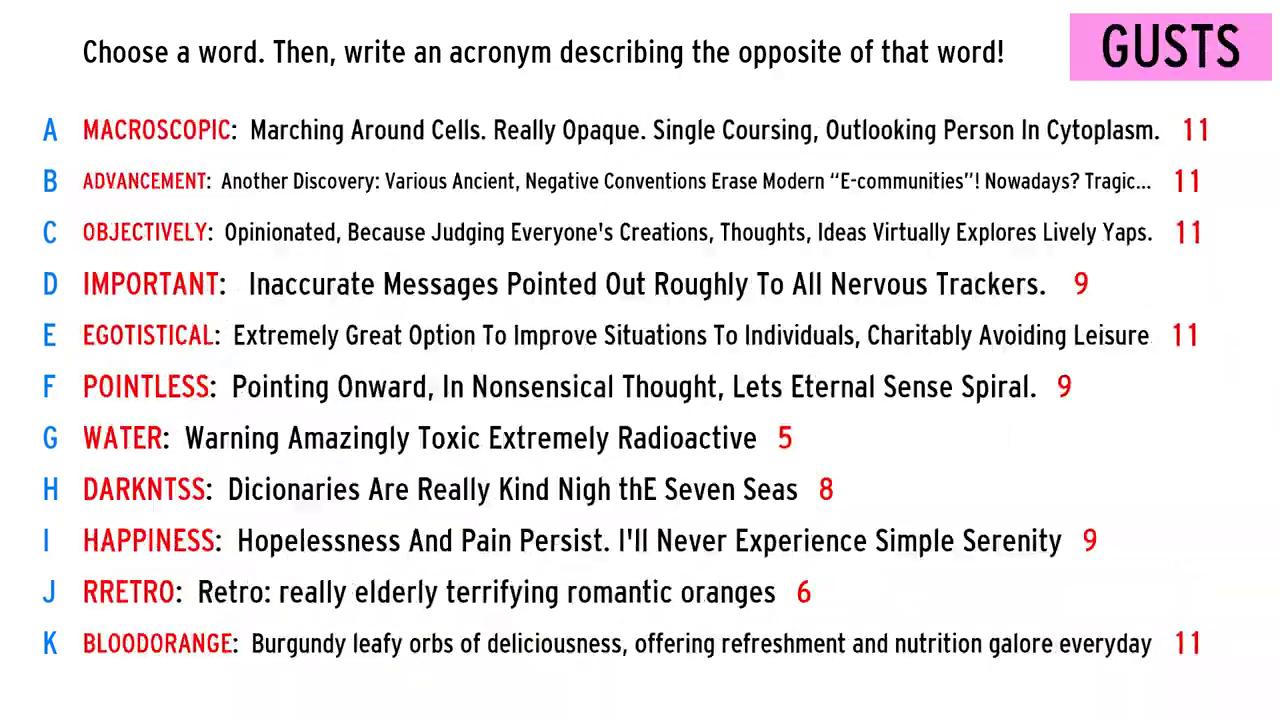 Choose a word. Then, write an acronym describing the opposite of that word!
GUSTS
A MACROSCOPIC: Marching Around Cells. Really Opaque. Single Coursing, Outlooking Person In Cytoplasm. 11
B ADVANCEMENT: Another Discovery: Various Ancient, Negative Conventions Erase Modern “E-communities”! Nowadays? Tragic... 11
C OBJECTIVELY: Opinionated, Because Judging Everyone's Creations, Thoughts, Ideas Virtually Explores Lively Yaps. 11
D IMPORTANT: Inaccurate Messages Pointed Out Roughly To All Nervous Trackers. 9
E EGOTISTICAL: Extremely Great Option To Improve Situations To Individuals, Charitably Avoiding Leisure 11
F POINTLESS: Pointing Onward, In Nonsensical Thought, Lets Eternal Sense Spiral. 9
G WATER: Warning Amazingly Toxic Extremely Radioactive 5
H DARKNTSS: Dicionaries Are Really Kind Nigh thE Seven Seas 8
I HAPPINESS: Hopelessness And Pain Persist. I'll Never Experience Simple Serenity 9
J RRETRO: Retro: really elderly terrifying romantic oranges 6
K BLOODORANGE: Burgundy leafy orbs of deliciousness, offering refreshment and nutrition galore everyday 11